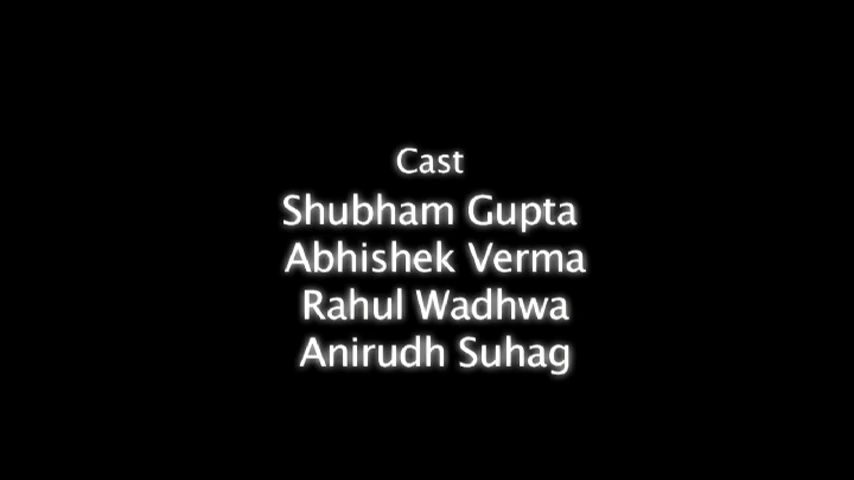 Cast
Shubham Gupta
Abhishek Verma
Rahul Wadhwa
Anirudh Suhag